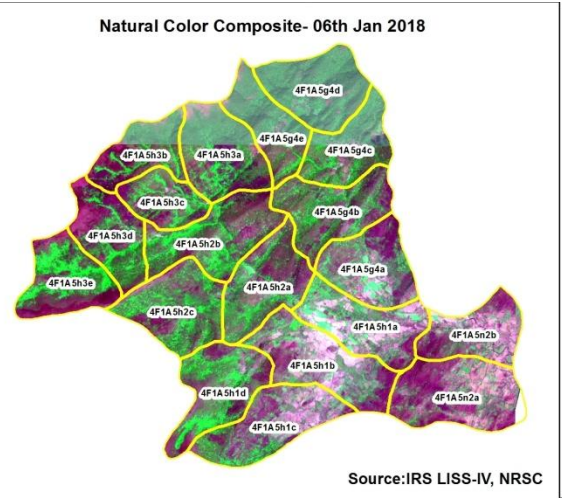 Natural Color Composite- 06th Jan 2018
4F1A5g4d
4F1A5g4e
4F1A5g4c
4F1A5h3b
4F1A5h3a
4F1A5h3c
4F1A5g4b
4F1A5h3d
4F1A5h2b
4F1A5g4a
4F1A5h3e
4F1A5h2a
4F1A5h2c
4F1A5h1a
4F1A5n2b
4F1A5h1b
4F1A5h1d
4F1A5n2a
4F1A5h1c
Source:IRS LISS-IV, NRSC